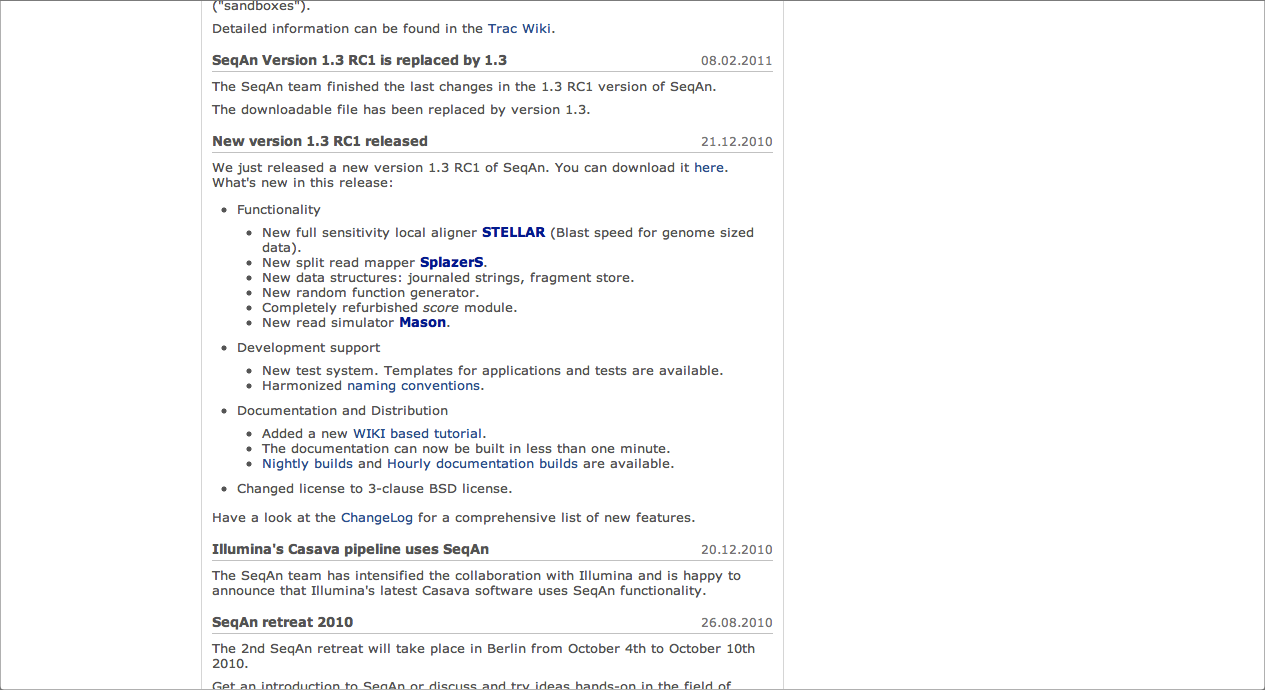 ("sandboxes").
Detailed information can be found in the Trac Wiki.
SeqAn Version 1.3 RC1 is replaced by 1.3 08.02.2011
The SeqAn team finished the last changes in the 1.3 RC1 version of SeqAn.
The downloadable file has been replaced by version 1.3.
New version 1.3 RC1 released 21.12.2010
We just released a new version 1.3 RC1 of SeqAn. You can download it here.
What's new in this release:
• Functionality
• New full sensitivity local aligner STELLAR (Blast speed for genome sized
data).
• New split read mapper SplazerS.
• New data structures: journaled strings, fragment store.
• New random function generator.
• Completely refurbished score module.
• New read simulator Mason.
• Development support
• New test system. Templates for applications and tests are available.
• Harmonized naming conventions.
• Documentation and Distribution
• Added a new WIKI based tutorial.
• The documentation can now be built in less than one minute.
• Nightly builds and Hourly documentation builds are available.
• Changed license to 3-clause BSD license.
Have a look at the ChangeLog for a comprehensive list of new features.
Illumina's Casava pipeline uses SeqAn 20.12.2010
The SeqAn team has intensified the collaboration with Illumina and is happy to
announce that Illumina's latest Casava software uses SeqAn functionality.
SeqAn retreat 2010 26.08.2010
The 2nd SeqAn retreat will take place in Berlin from October 4th to October 10th
2010.
Get an introduction to SeqAn or discuss and try ideas hands-on in the field of